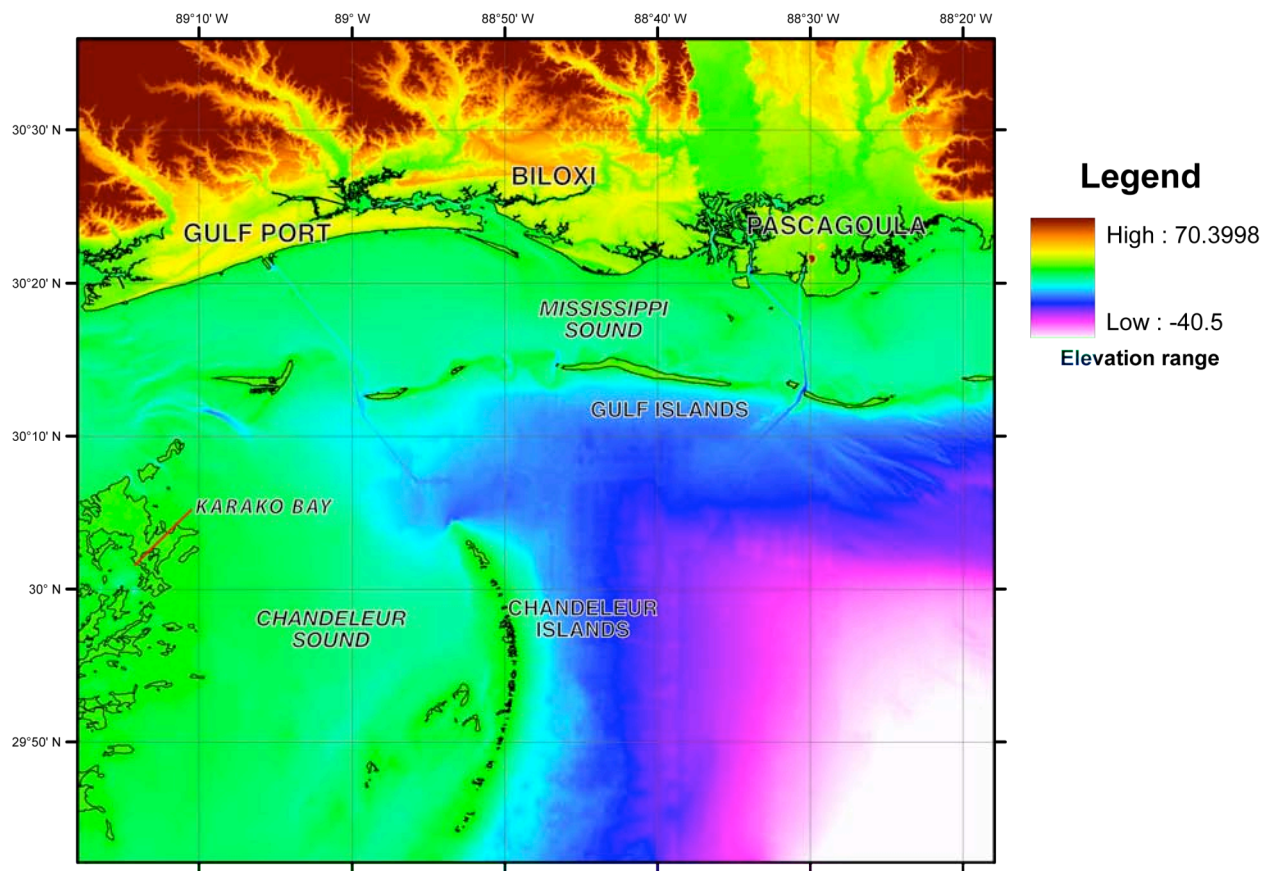 89°10' W 89° W 88°50' W 88°40' W 88°30' W 88°20' W
30°30' N
BILOXI
Legend
GULF PORT
PASCAGOULA
High : 70.3998
30°20' N
MISSISSIPPI
SOUND
Low : -40.5
Elevation range
GULF ISLANDS
30°10' N
KARAKO BAY
30° N
CHANDELEUR
SOUND
CHANDELEUR
ISLANDS
29°50' N